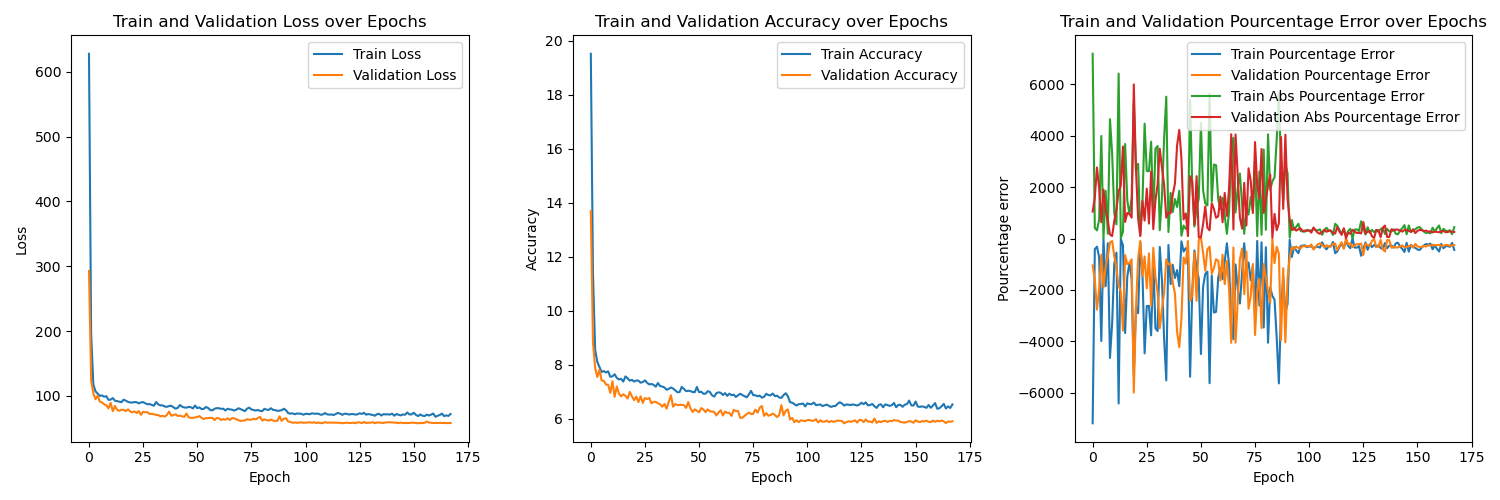 Train and Validation Loss over Epochs
Loss
600
500
400
300
200
100
0
25
50
75
100
125
150
175
Epoch
Train Loss
Validation Loss
Train and Validation Accuracy over Epochs
Accuracy
20
18
16
14
12
10
8
6
0
25
50
75
100
125
150
175
Epoch
Train Accuracy
Validation Accuracy
Train and Validation Pourcentage Error over Epochs
Pourcentage error
6000
4000
2000
0
−2000
−4000
−6000
0
25
50
75
100
125
150
175
Epoch
Train Pourcentage Error
Validation Pourcentage Error
Train Abs Pourcentage Error
Validation Abs Pourcentage Error